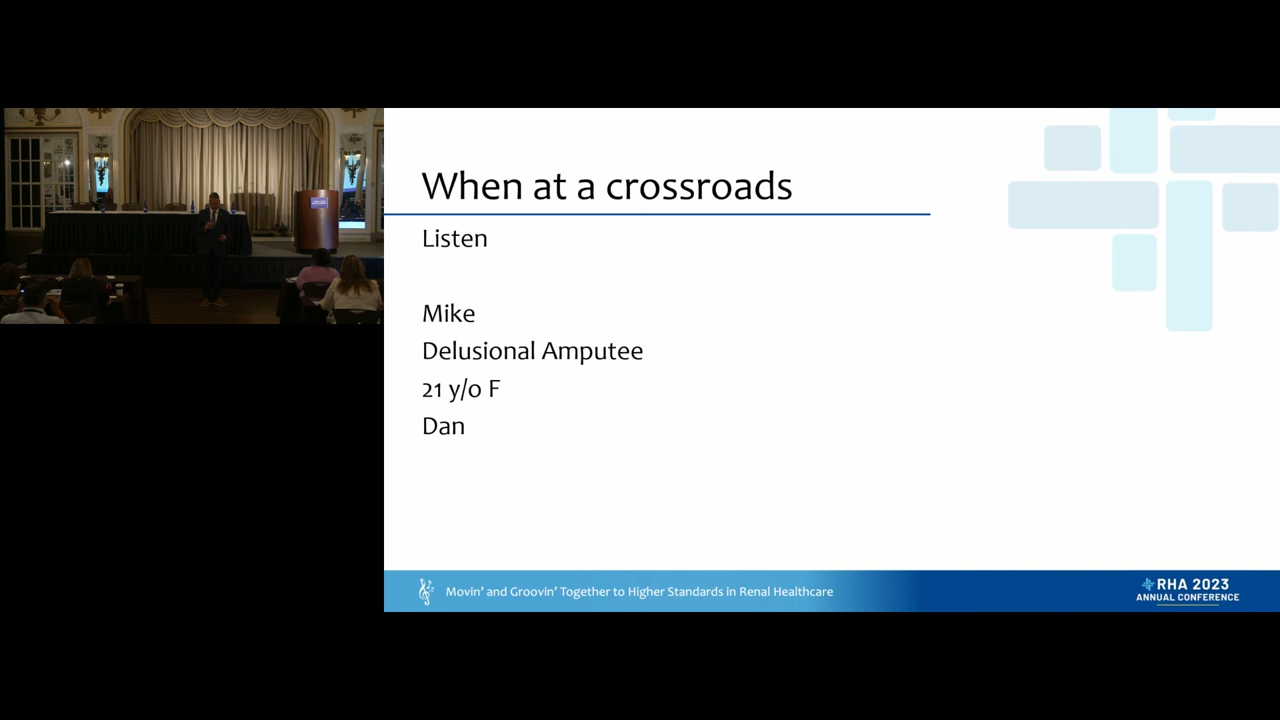 When at a crossroads
Listen
Mike
Delusional Amputee
21 y/o F
Dan
Movin' and Groovin' Together to Higher Standards in Renal Healthcare
RHA 2023
ANNUAL CONFERENCE